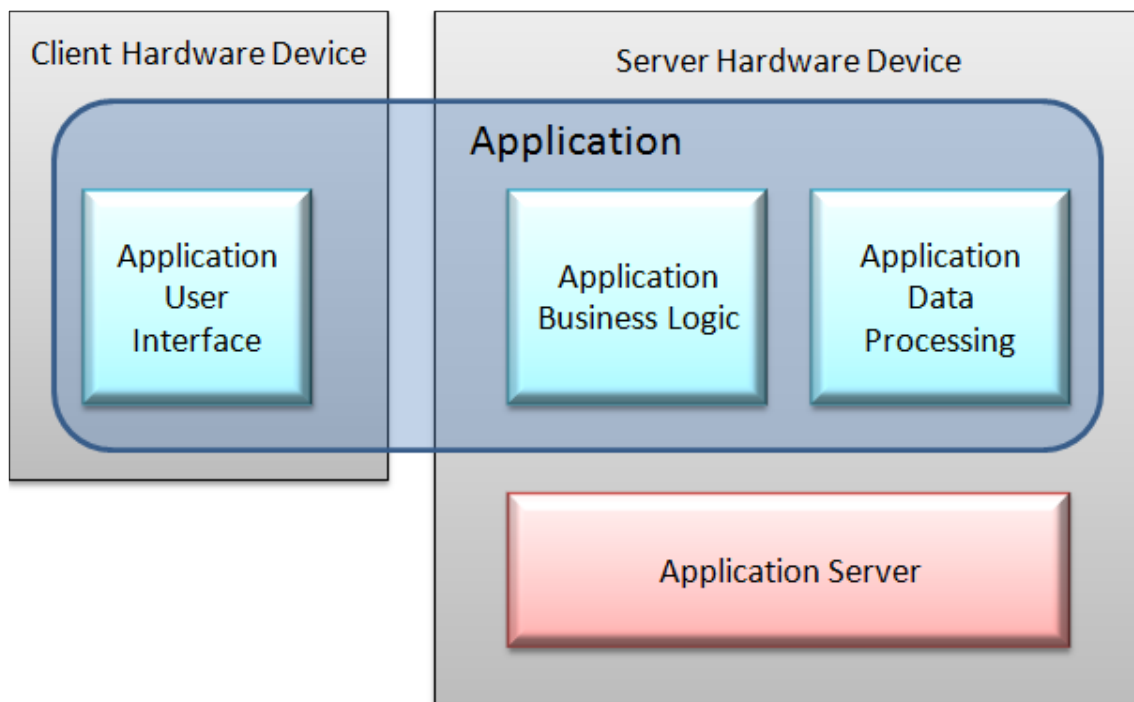 Client Hardware Device
Server Hardware Device
Application
Application
User
Interface
Application
Business Logic
Application
Data
Processing
Application Server